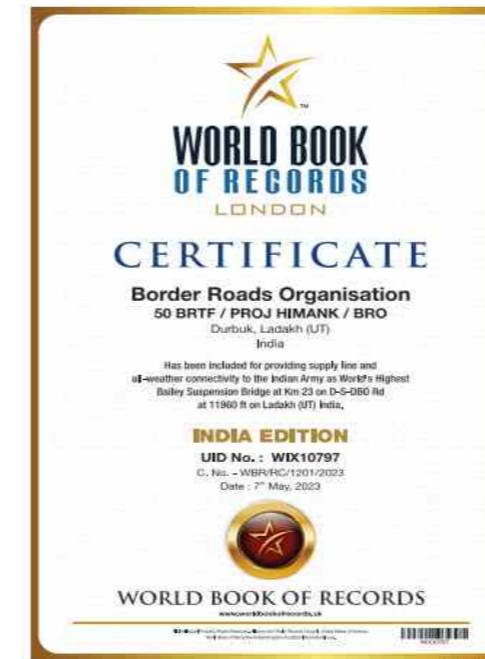 TM
WORLD BOOK
OF RECORDS
LONDON
CERTIFICATE
Border Roads Organisation
50 BRTF / PROJ HIMANK / BRO
Durbuk, Ladakh (UT)
India
Has been included for providing supply line and
all-weather connectivity to the Indian Army as World's Highest
Bailey Suspension Bridge at Km 23 on D-S-DBO Rd
at 11960 ft on Ladakh (UT) India.
INDIA EDITION
UID No. : WIX10797
C. No. - WBR/RC/1201/2023
Date : 7th May, 2023
WORLD BOOK OF RECORDS
www.worldbookofrecords.uk
WIX10797